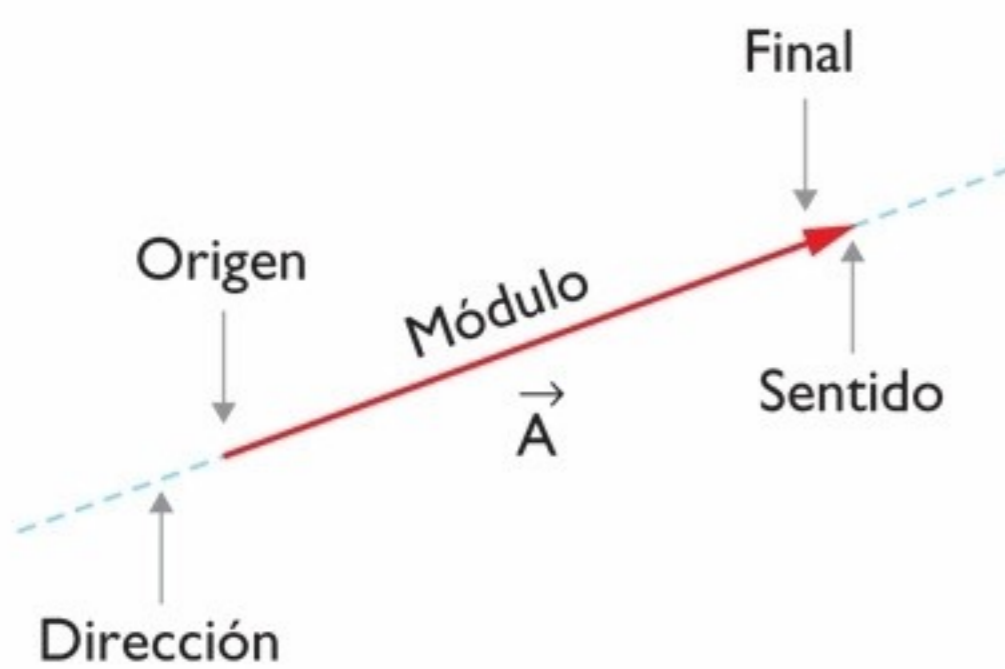 Final
Origen
Módulo
Sentido
A
Dirección